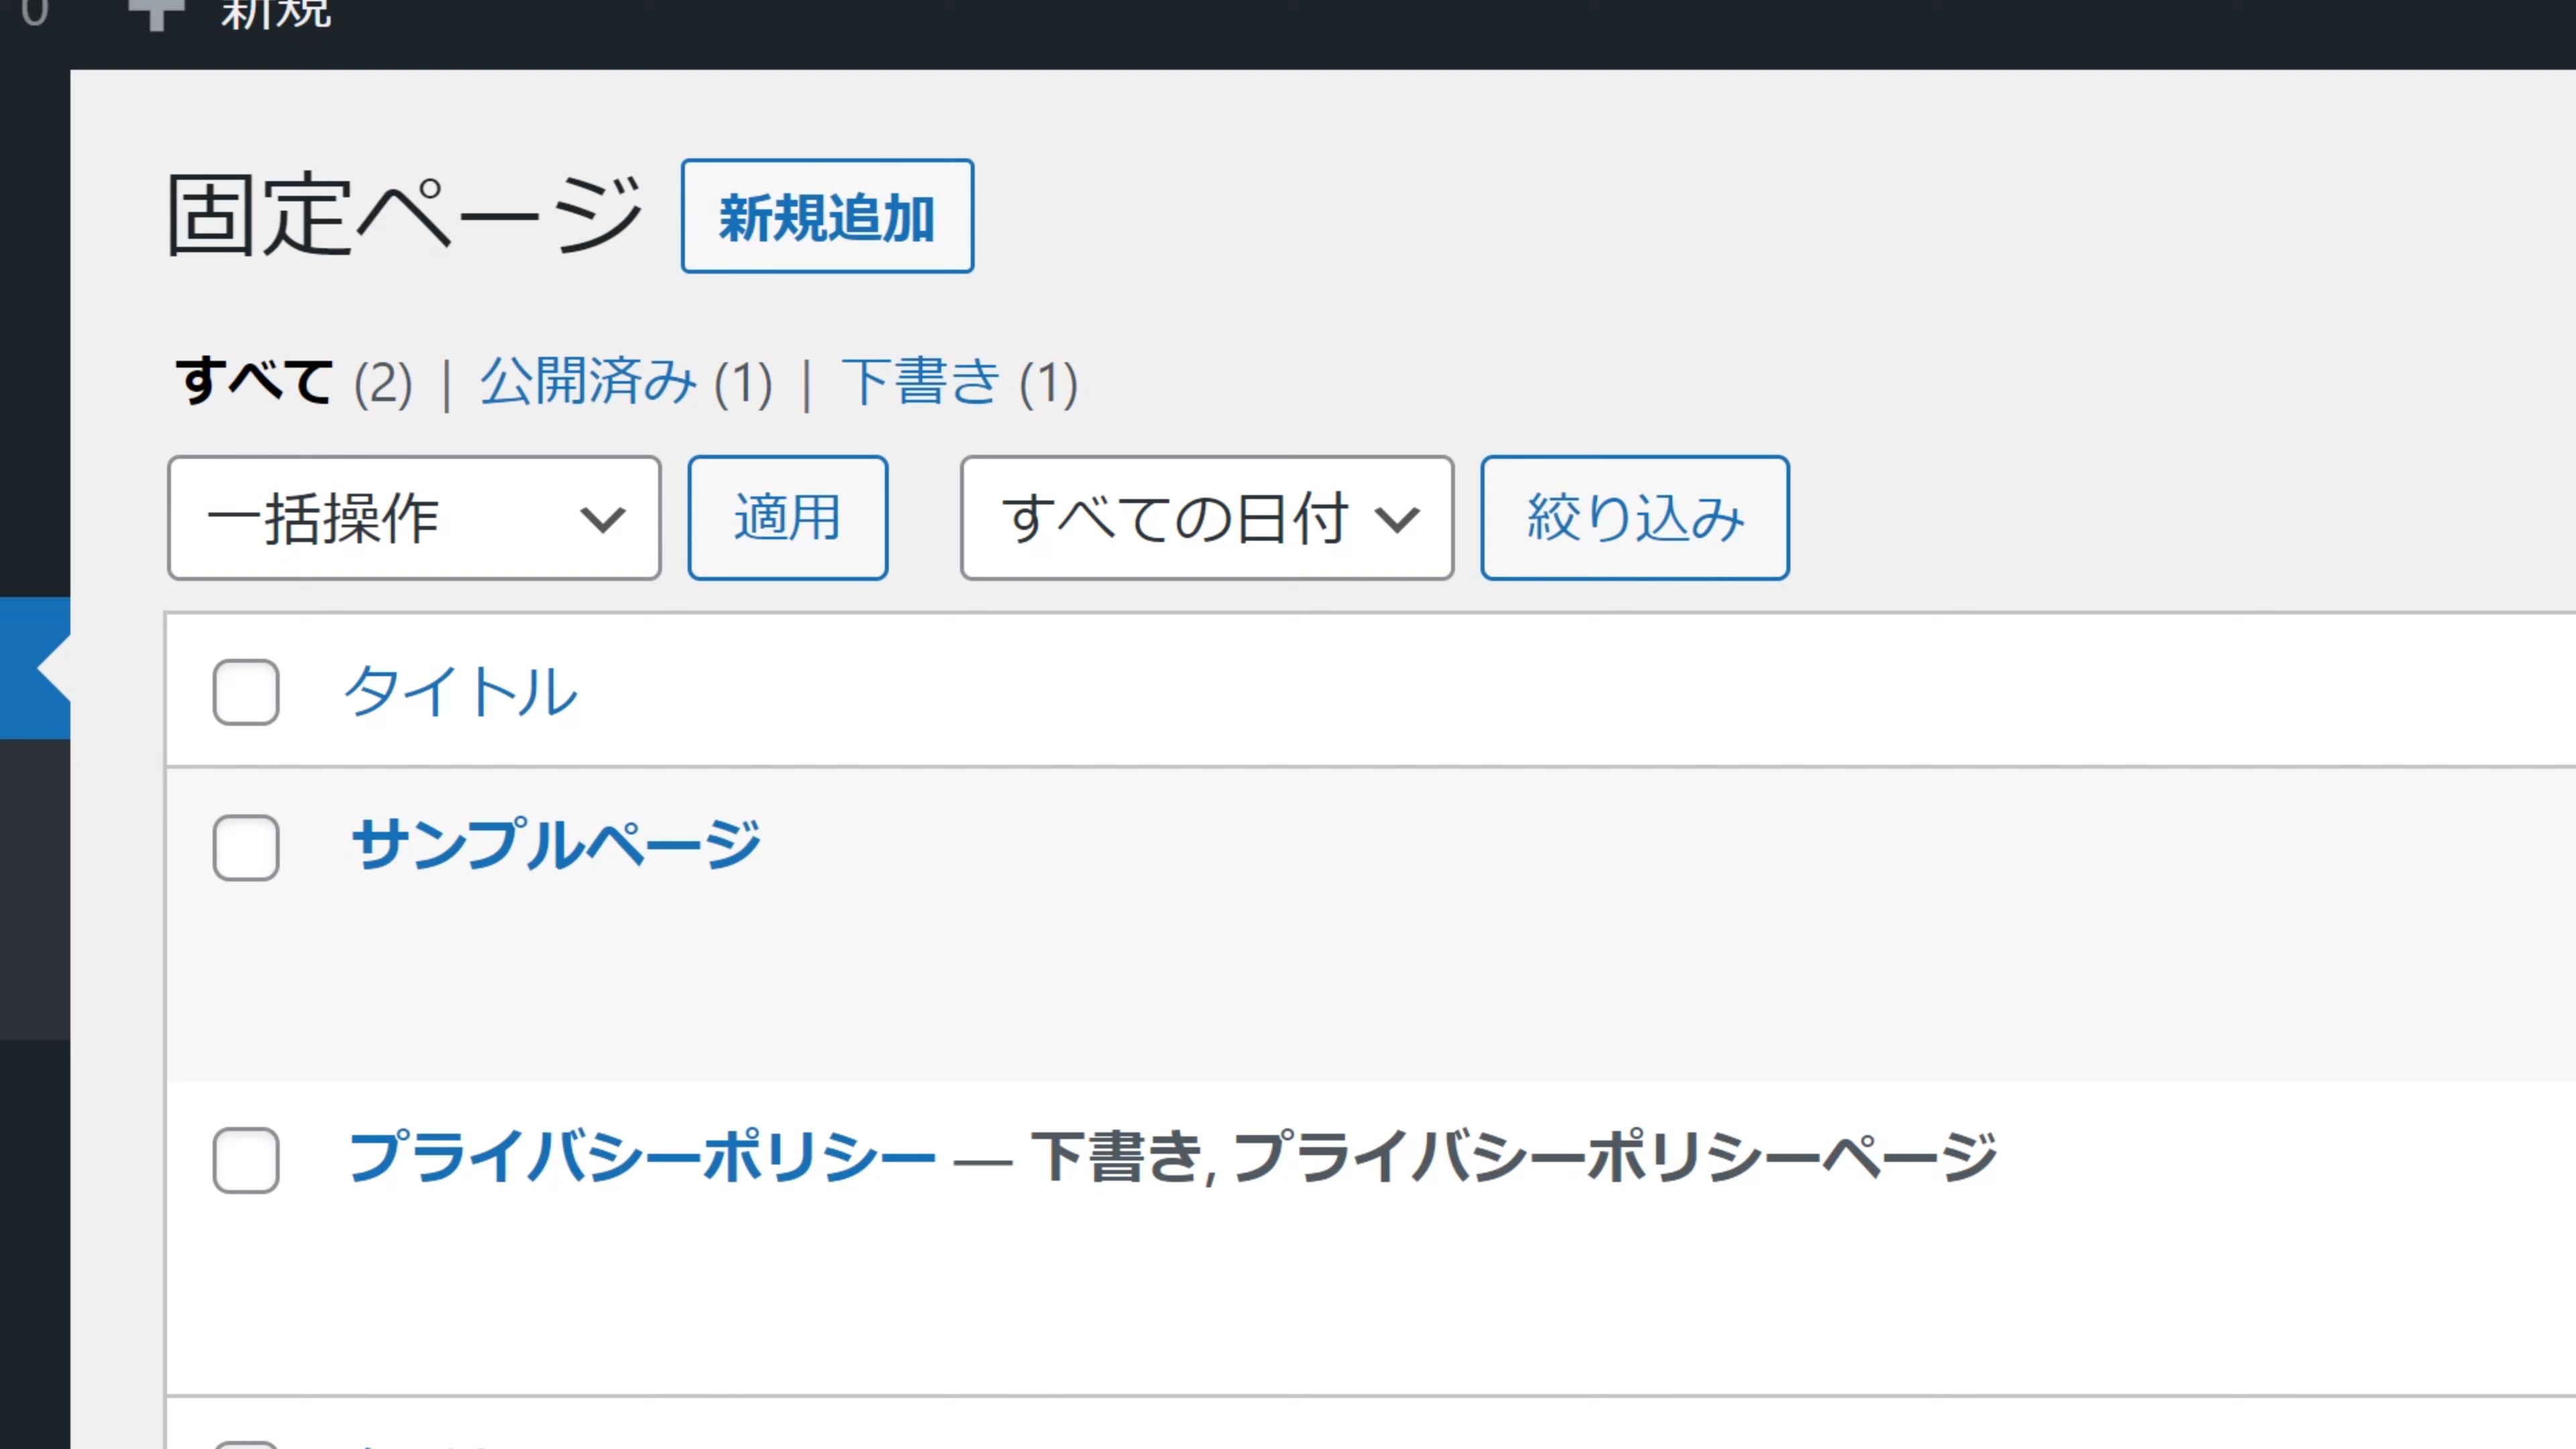 0 新規
固定ページ 新規追加
すべて (2) | 公開済み (1) | 下書き (1)
一括操作 適用 すべての日付 絞り込み
タイトル
サンプルページ
プライバシーポリシー — 下書き, プライバシーポリシーページ